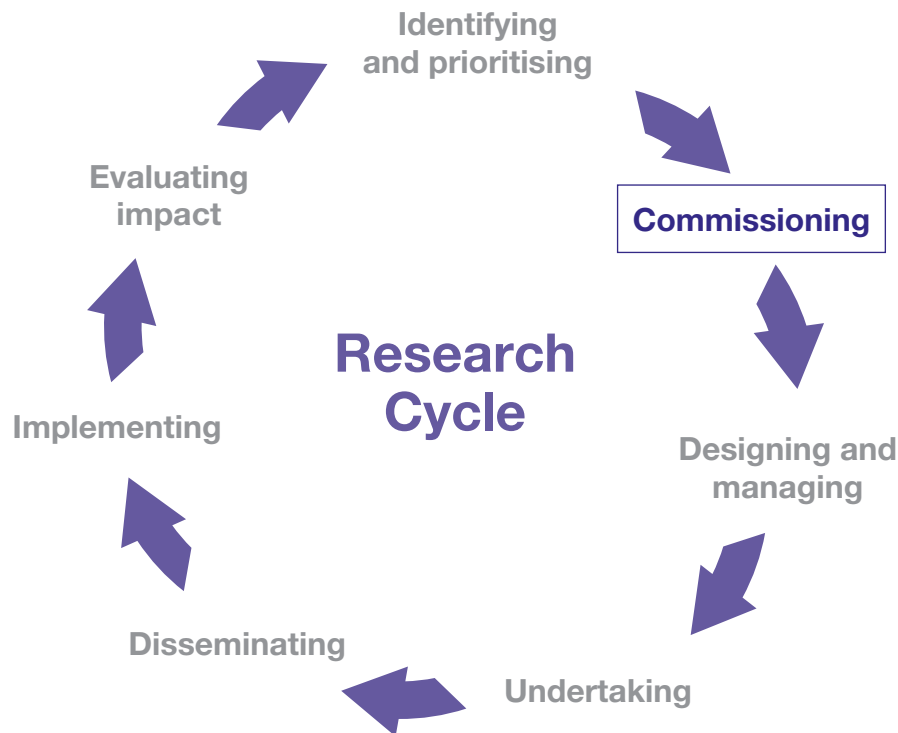 Identifying
and prioritising
Commissioning
Designing and
managing
Undertaking
Disseminating
Implementing
Evaluating
impact
Research
Cycle